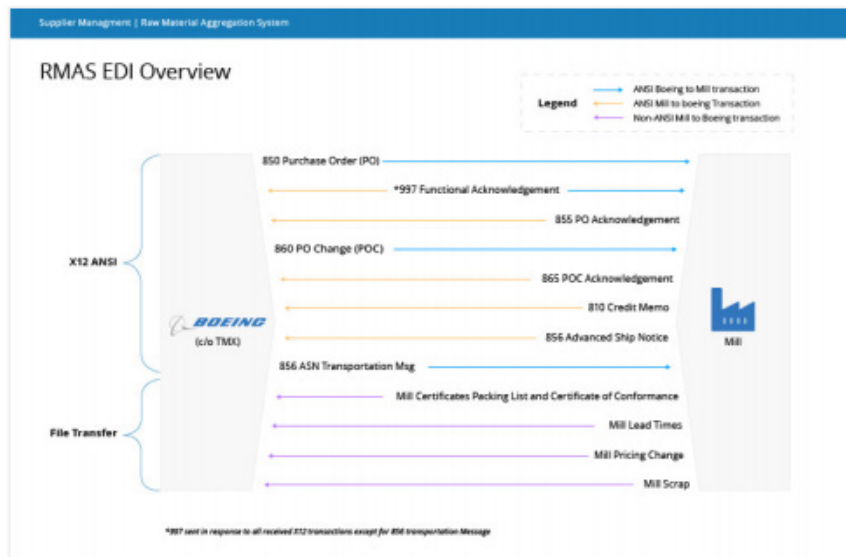 Supplier Managment | Raw Material Aggregation System
RMAS EDI Overview
Legend
ANSI Boeing to Mill transaction
ANSI Mill to boeing Transaction
Non-ANSI Mill to Boeing transaction
850 Purchase Order (PO)
*997 Functional Acknowledgement
855 PO Acknowledgement
860 PO Change (POC)
X12 ANSI
865 POC Acknowledgement
810 Credit Memo
BOEING
(c/o TMX)
856 Advanced Ship Notice
Mill
856 ASN Transportation Msg
Mill Certificates Packing List and Certificate of Conformance
File Transfer
Mill Lead Times
Mill Pricing Change
Mill Scrap
*997 sent in response to all received X12 transactions except for 856 transportation Message